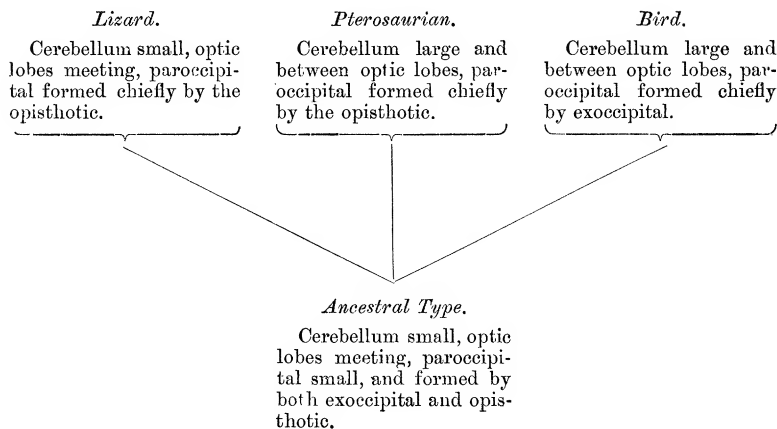 Lizard.
Cerebellum small, optic
lobes meeting, paroccipi-
tal formed chiefly by the
opisthotic.
Pterosaurian.
Cerebellum large and
between optic lobes, par-
occipital formed chiefly
by the opisthotic.
Bird.
Cerebellum large and
between optic lobes, par-
occipital formed chiefly
by exoccipital.
Ancestral Type.
Cerebellum small, optic
lobes meeting, paroccipi-
tal small, and formed by
both exoccipital and opis-
thotic.